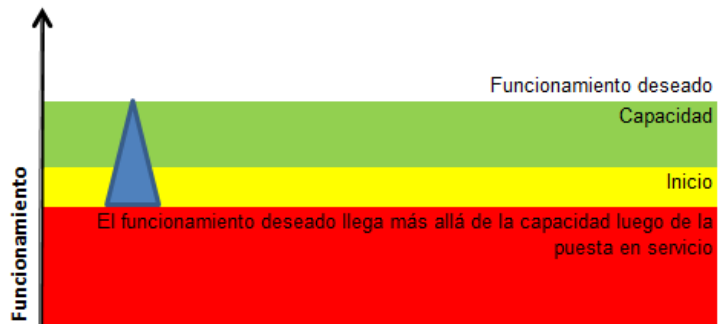 Funcionamiento deseado
Capacidad
Inicio
El funcionamiento deseado llega más allá de la capacidad luego de la
puesta en servicio
Funcionamiento